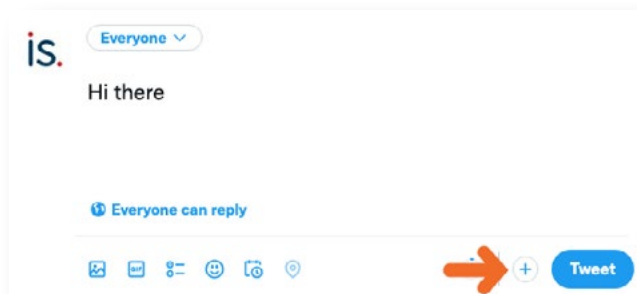 Everyone
is.
Hi there
Everyone can reply
GIF
+
Tweet